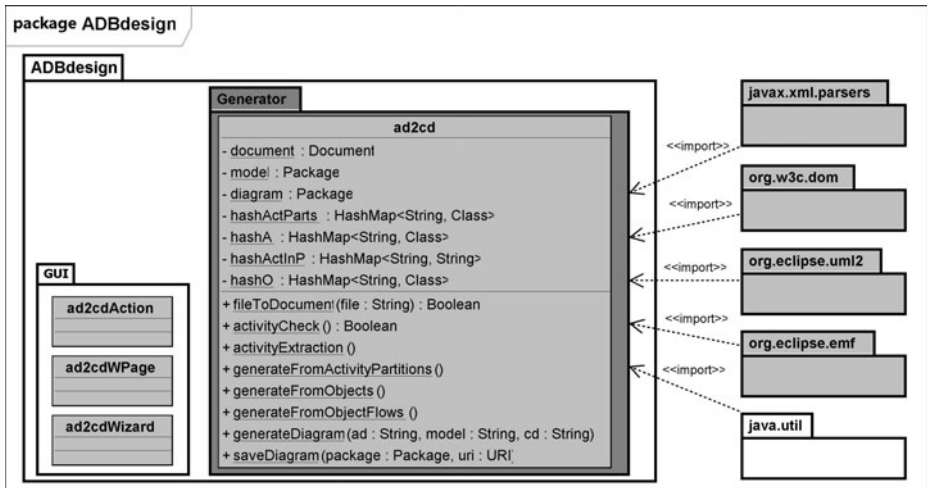 package ADBdesign
ADBdesign
Generator
ad2cd
- document : Document
- model : Package
- diagram : Package
- hashActParts : HashMap<String, Class>
- hashA : HashMap<String, Class>
- hashActInP : HashMap<String, String>
- hashO : HashMap<String, Class>
+ fileToDocument(file : String) : Boolean
+ activityCheck() : Boolean
+ activityExtraction()
+ generateFromActivityPartitions()
+ generateFromObjects()
+ generateFromObjectFlows()
+ generateDiagram(ad : String, model : String, cd : String)
+ saveDiagram(package : Package, uri : URI)
GUI
ad2cdAction
ad2cdWPage
ad2cdWizard
<<import>>
<<import>>
<<import>>
<<import>>
<<import>>
javax.xml.parsers
org.w3c.dom
org.eclipse.uml2
org.eclipse.emf
java.util